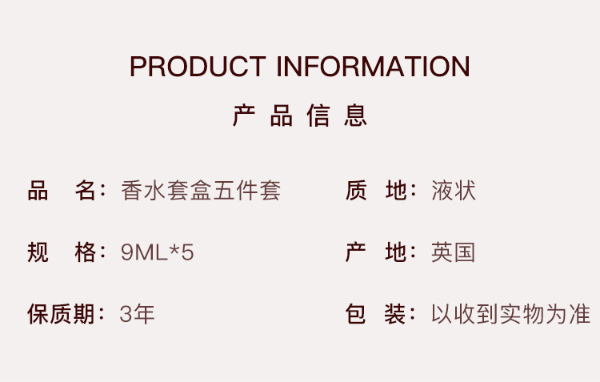 PRODUCT INFORMATION
产品信息
品 名：香水套盒五件套 质 地：液状
规 格：9ML*5 产 地：英国
保质期：3年 包 装：以收到实物为准